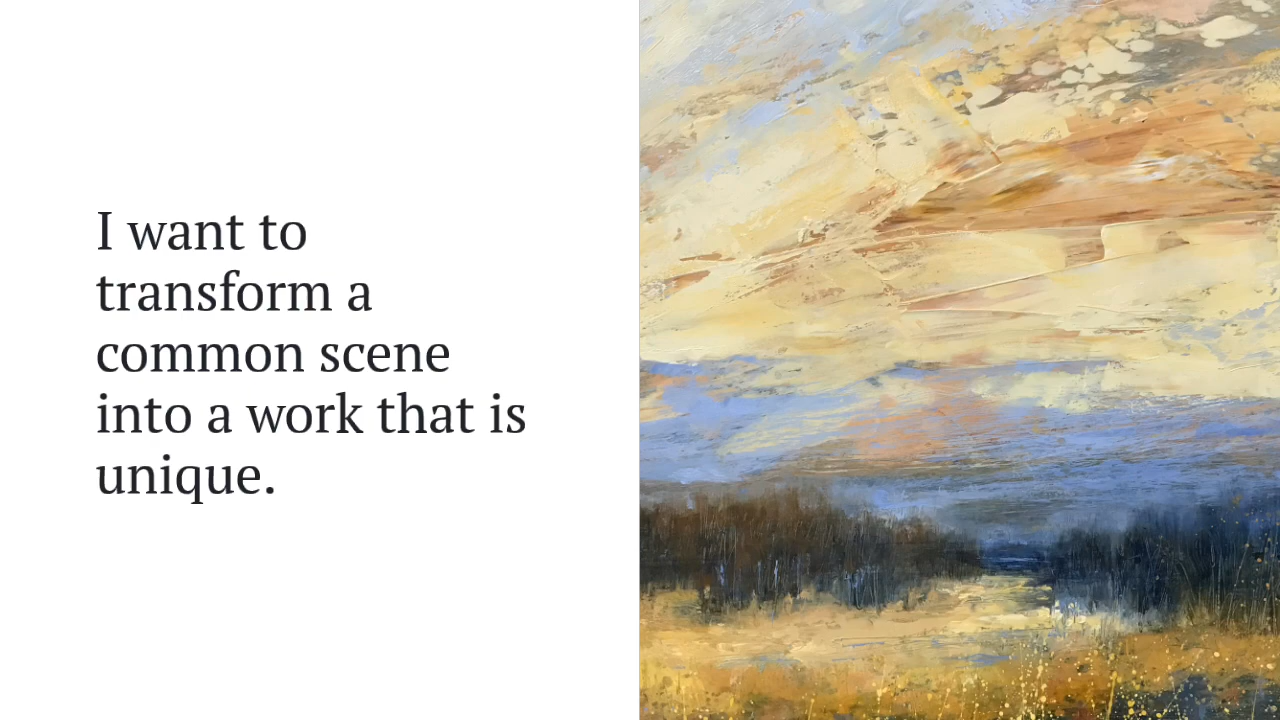 I want to
transform a
common scene
into a work that is
unique.